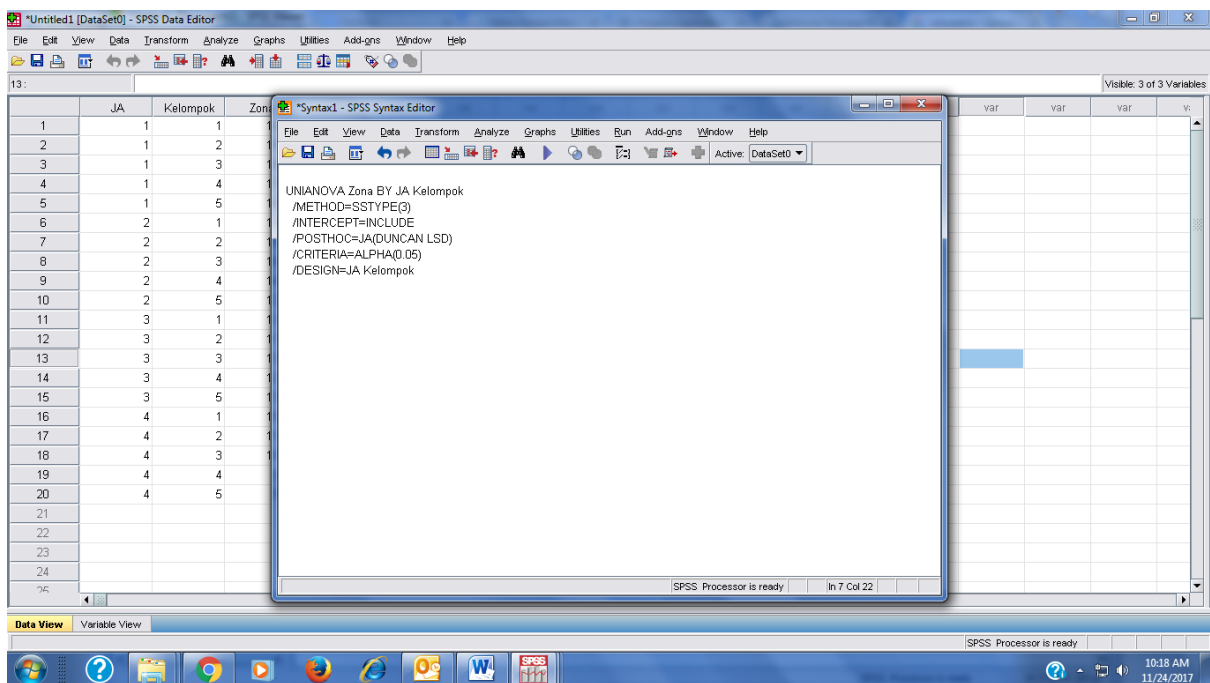 *Untitled1 [DataSet0] - SPSS Data Editor
File Edit View Data Transform Analyze Graphs Utilities Add-ons Window Help
13 :
Visible: 3 of 3 Variables
JA Kelompok var var var
1 1 1
2 1 2
3 1 3
4 1 4
5 1 5
6 2 1
7 2 2
8 2 3
9 2 4
10 2 5
11 3 1
12 3 2
13 3 3
14 3 4
15 3 5
16 4 1
17 4 2
18 4 3
19 4 4
20 4 5
21
22
23
24
*Syntax1 - SPSS Syntax Editor
File Edit View Data Transform Analyze Graphs Utilities Run Add-ons Window Help
Active: DataSet0
UNIANOVA Zona BY JA Kelompok
/METHOD=SSTYPE(3)
/INTERCEPT=INCLUDE
/POSTHOC=JA(DUNCAN LSD)
/CRITERIA=ALPHA(0.05)
/DESIGN=JA Kelompok
SPSS Processor is ready In 7 Col 22
Data View Variable View
SPSS Processor is ready
SPSS
10:18 AM
11/24/2017